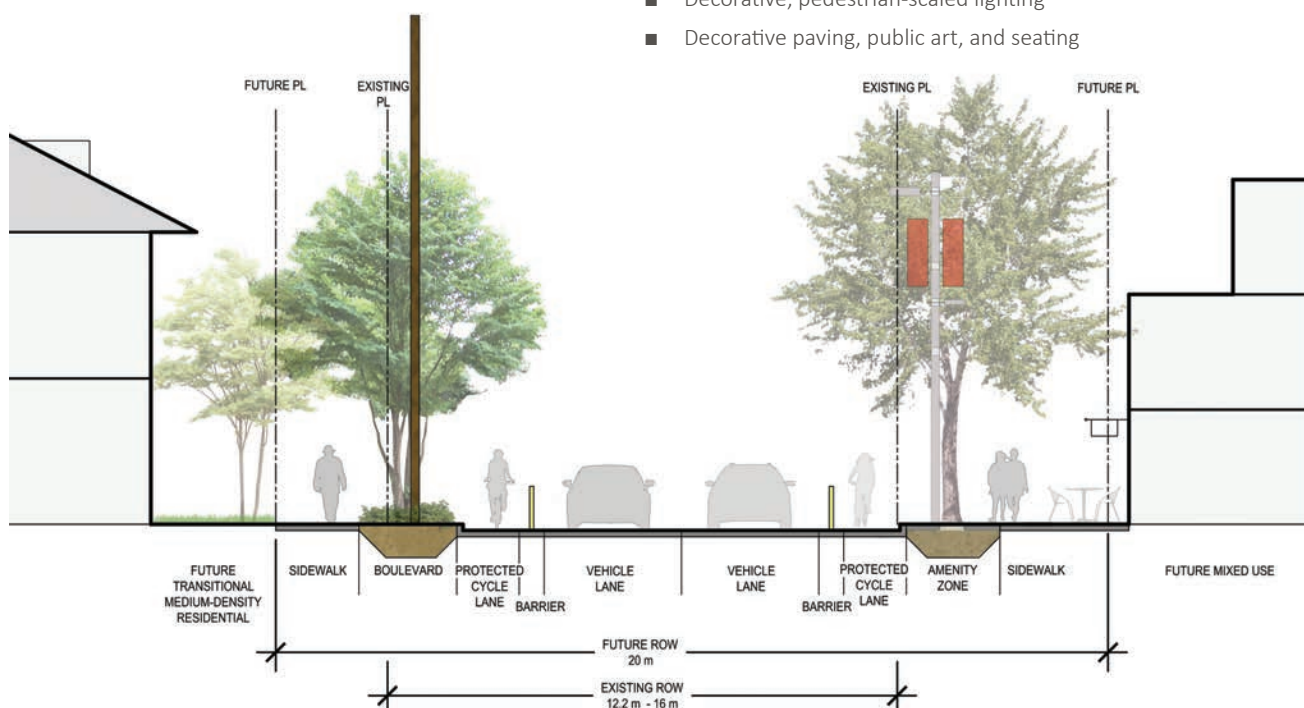 ■ Decorative, pedestrian-scaled lighting
■ Decorative paving, public art, and seating
FUTURE PL
EXISTING
PL
EXISTING PL
FUTURE PL
FUTURE
TRANSITIONAL
MEDIUM-DENSITY
RESIDENTIAL
SIDEWALK
BOULEVARD
PROTECTED
CYCLE
LANE
BARRIER
VEHICLE
LANE
VEHICLE
LANE
BARRIER
PROTECTED
CYCLE
LANE
AMENITY
ZONE
SIDEWALK
FUTURE MIXED USE
FUTURE ROW
20 m
EXISTING ROW
12.2 m - 16 m